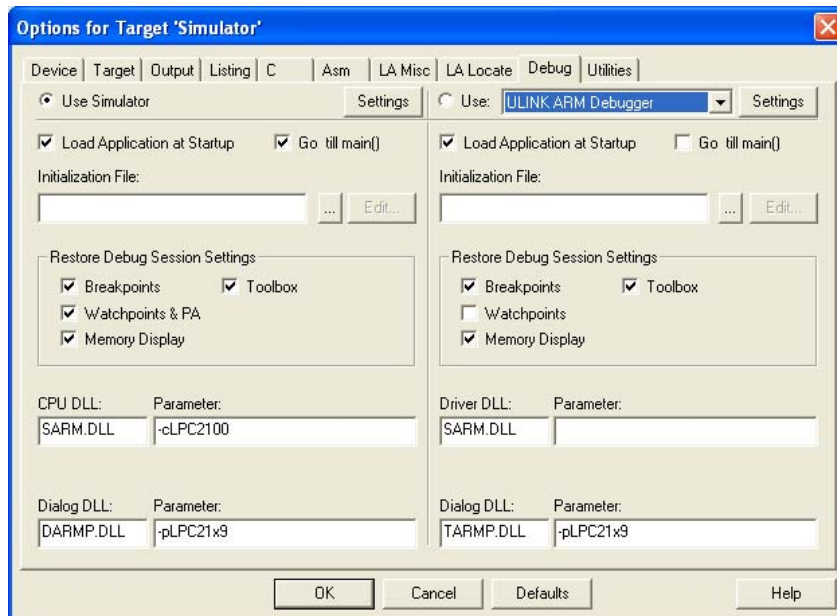 Options for Target 'Simulator'
Device Target Output Listing C Asm LA Misc LA Locate Debug Utilities
Use Simulator Settings Use: ULINK ARM Debugger Settings
Load Application at Startup Go till main() Load Application at Startup Go till main()
Initialization File: Initialization File:
... Edit... ... Edit...
Restore Debug Session Settings Restore Debug Session Settings
Breakpoints Toolbox Breakpoints Toolbox
Watchpoints & PA Watchpoints
Memory Display Memory Display
CPU DLL: Parameter: Driver DLL: Parameter:
SARM.DLL -cLPC2100 SARM.DLL
Dialog DLL: Parameter: Dialog DLL: Parameter:
DARMP.DLL -pLPC21x9 TARMP.DLL -pLPC21x9
OK Cancel Defaults Help